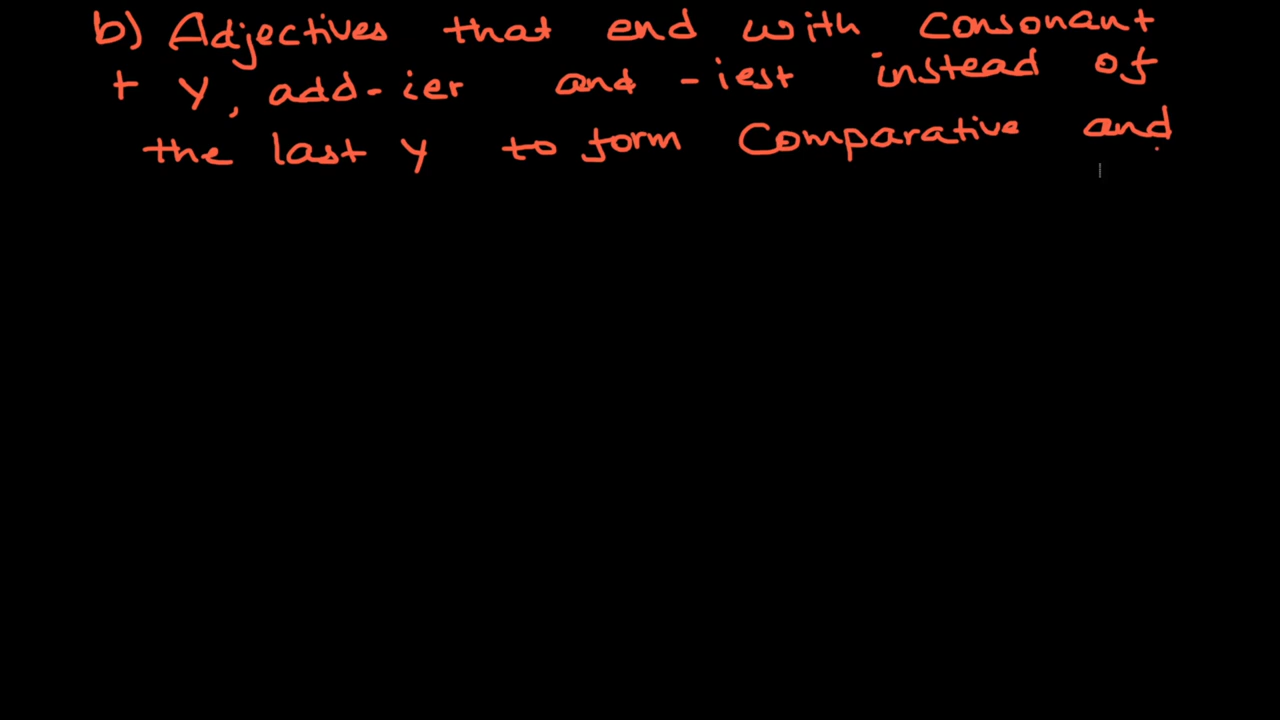 b) Adjectives that end with consonant
+ y, add -ier and -iest instead of
the last y to form Comparative and